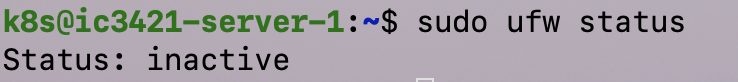 k8s@ic3421-server-1:~$ sudo ufw status
Status: inactive